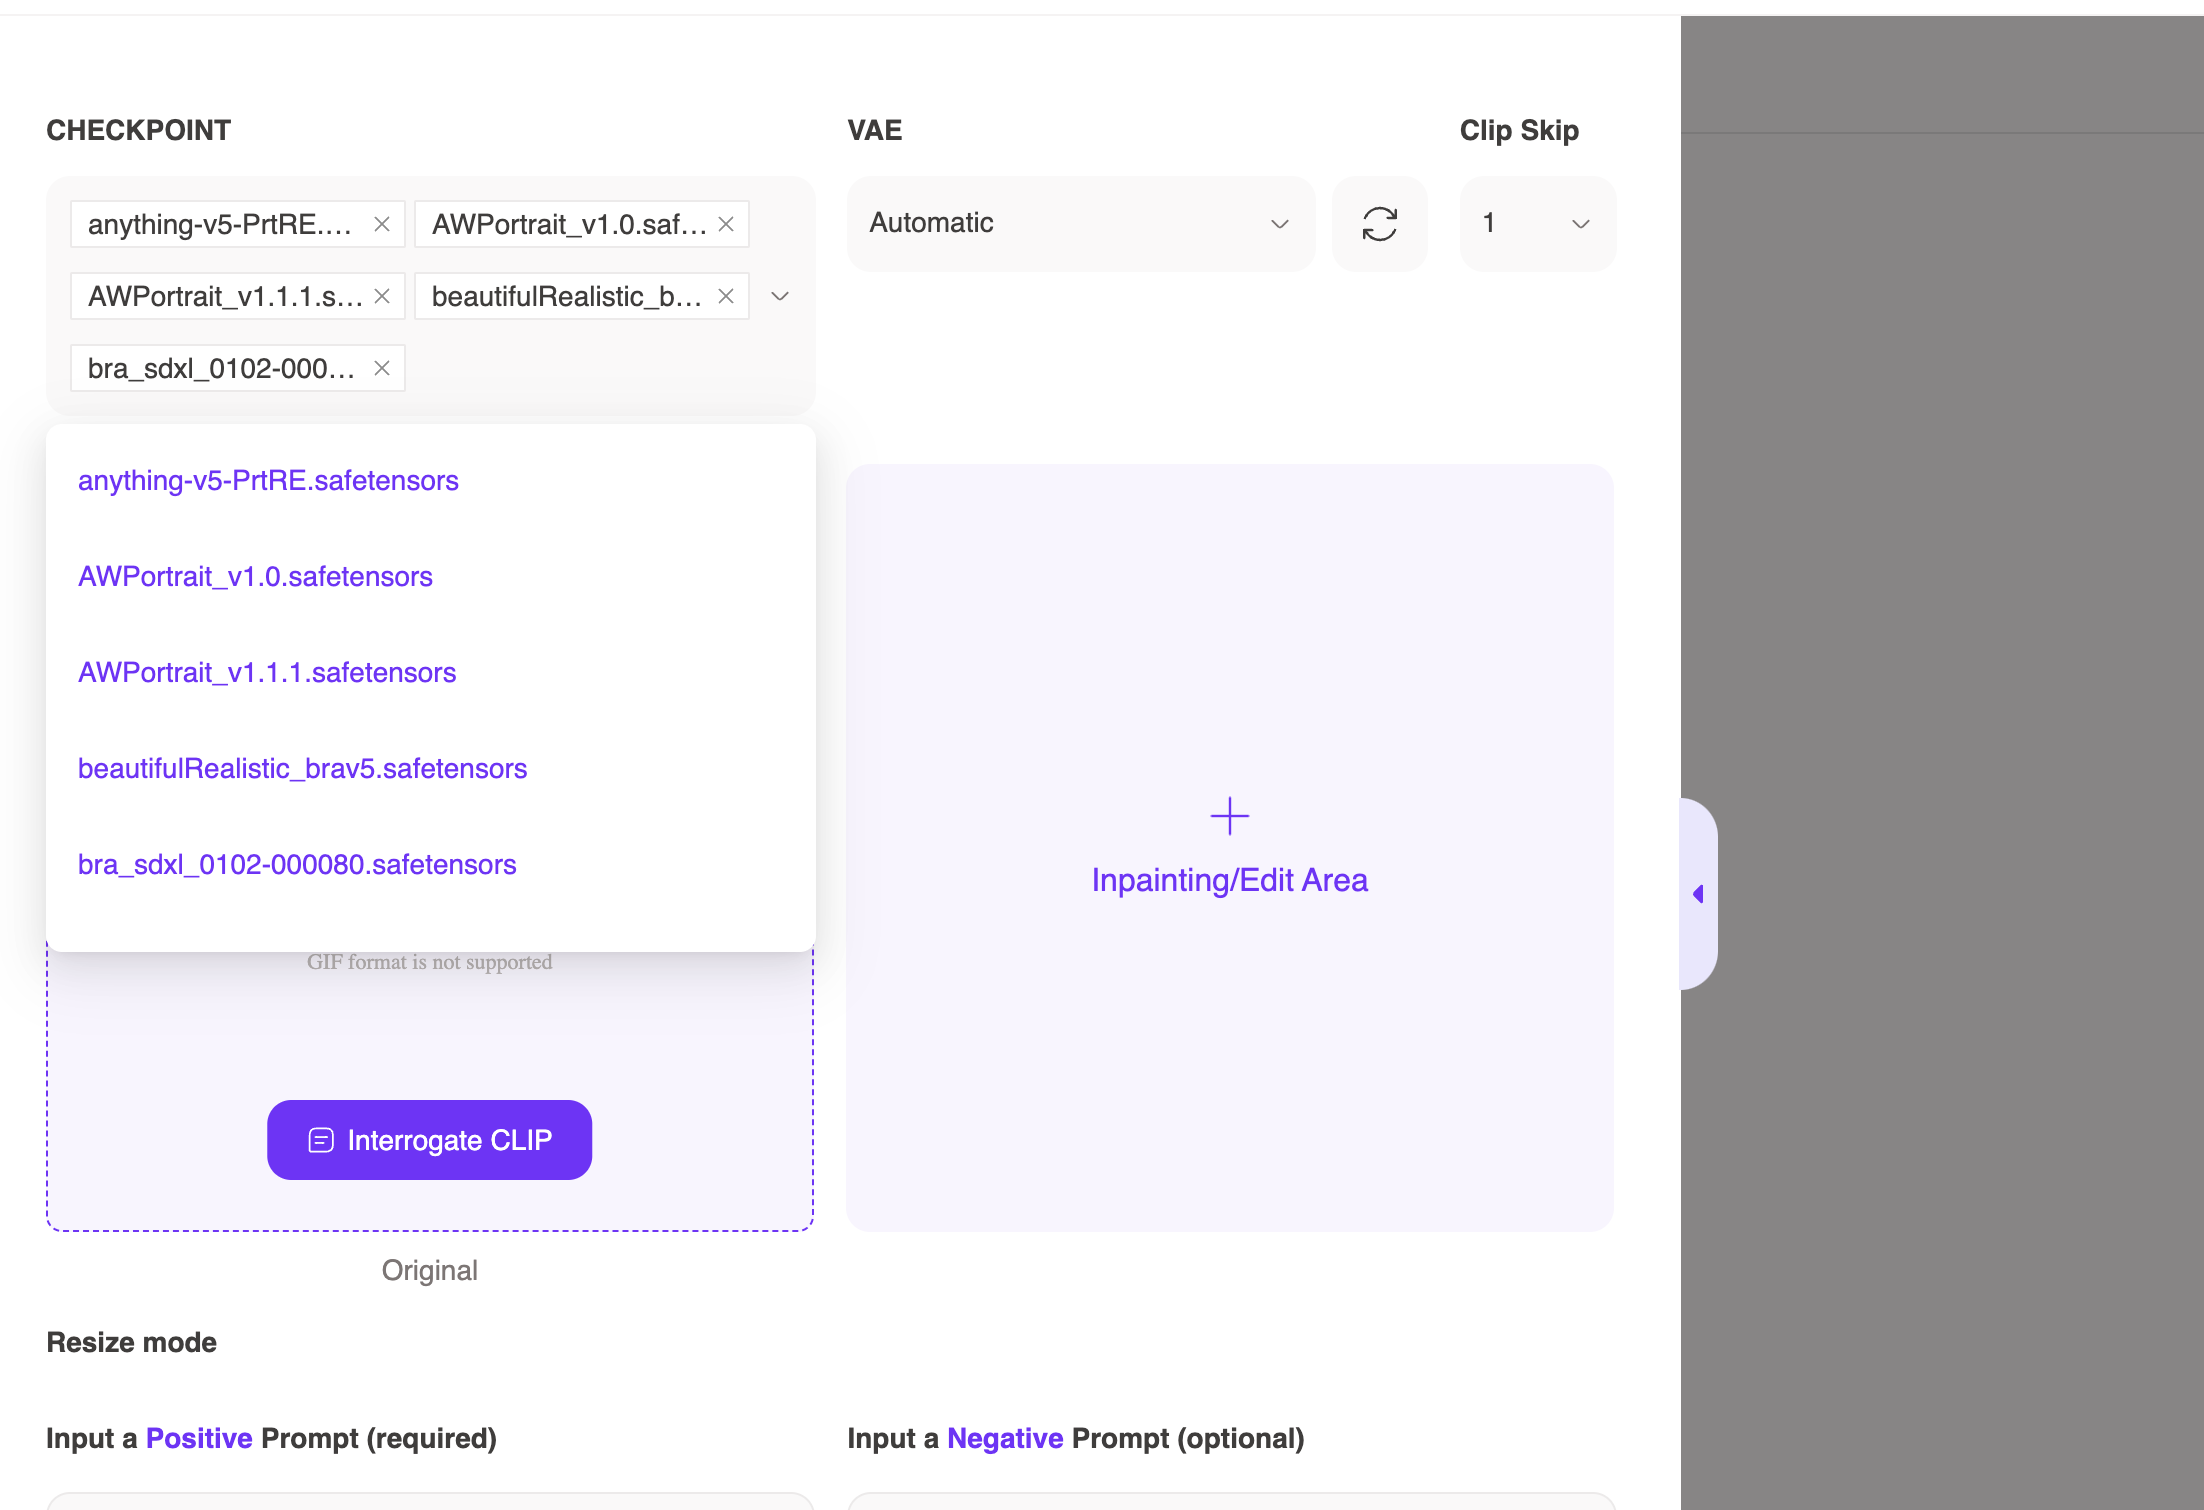 CHECKPOINT
VAE
Clip Skip
anything-v5-PrtRE....
AWPortrait_v1.0.saf...
AWPortrait_v1.1.1.s...
beautifulRealistic_b...
bra_sdxl_0102-000...
Automatic
1
anything-v5-PrtRE.safetensors
AWPortrait_v1.0.safetensors
AWPortrait_v1.1.1.safetensors
beautifulRealistic_brav5.safetensors
bra_sdxl_0102-000080.safetensors
GIF format is not supported
Interrogate CLIP
Original
Inpainting/Edit Area
Resize mode
Input a Positive Prompt (required)
Input a Negative Prompt (optional)